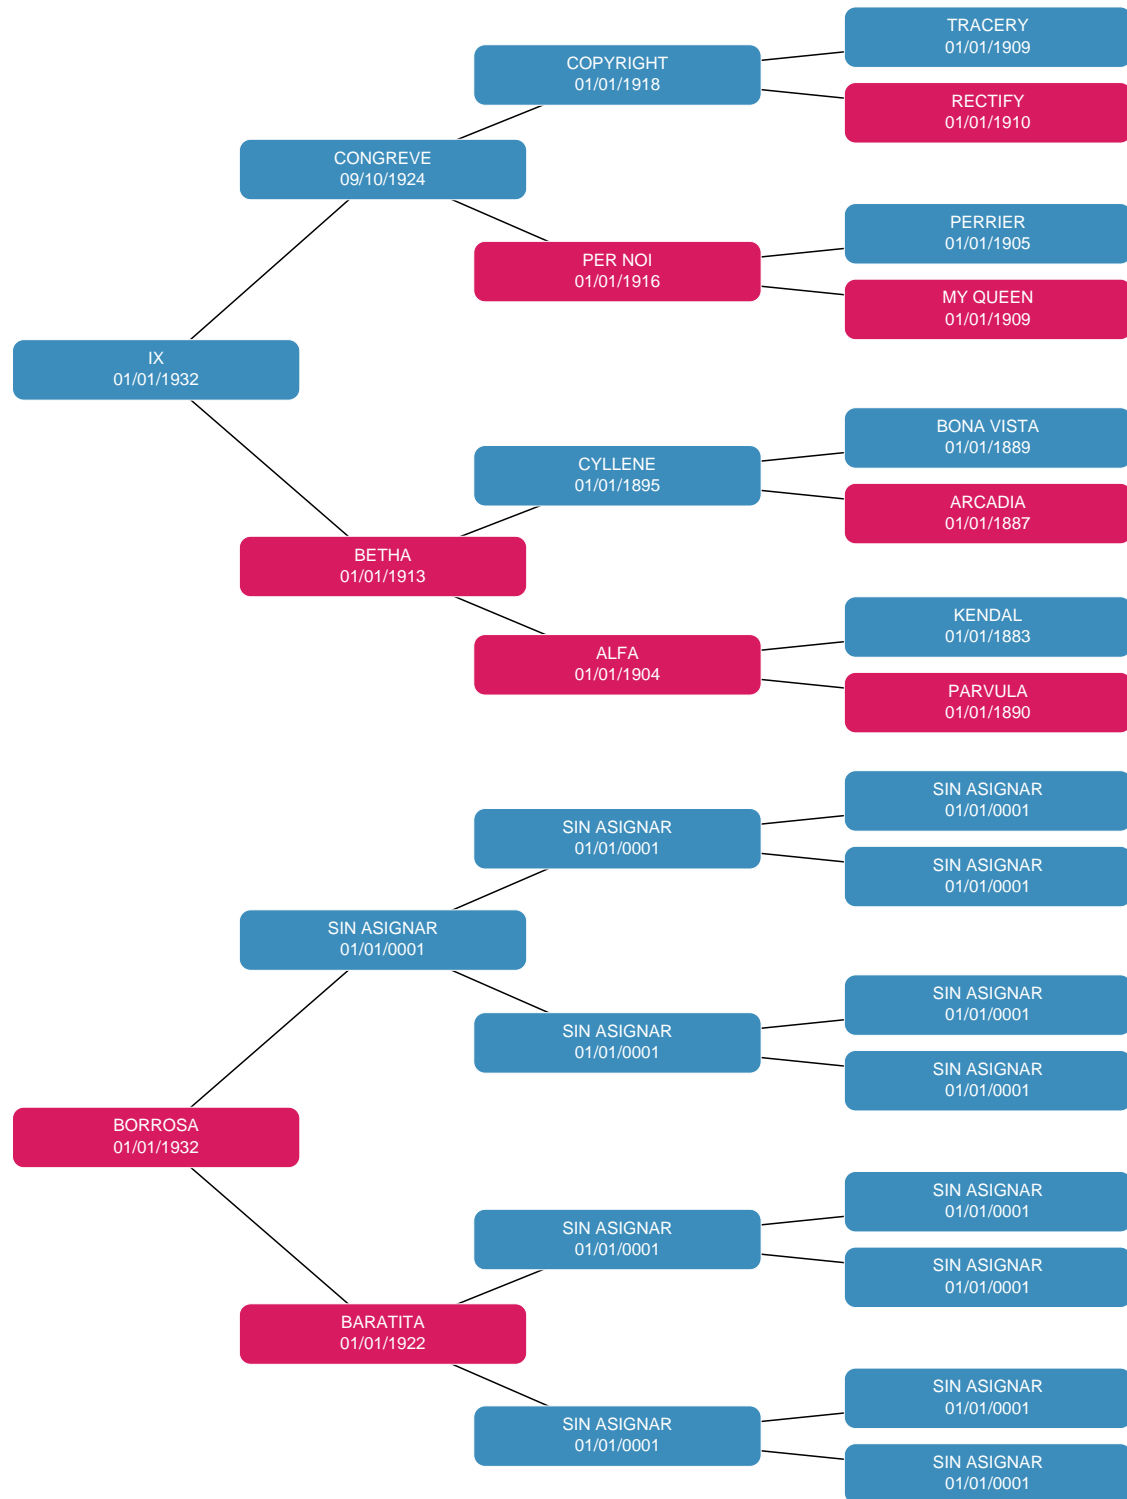 TRACERY
01/01/1909
COPYRIGHT
01/01/1918
RECTIFY
01/01/1910
CONGREVE
09/10/1924
PERRIER
01/01/1905
PER NOI
01/01/1916
MY QUEEN
01/01/1909
IX
01/01/1932
BONA VISTA
01/01/1889
CYLLENE
01/01/1895
ARCADIA
01/01/1887
BETHA
01/01/1913
KENDAL
01/01/1883
ALFA
01/01/1904
PARVULA
01/01/1890
SIN ASIGNAR
01/01/0001
SIN ASIGNAR
01/01/0001
SIN ASIGNAR
01/01/0001
SIN ASIGNAR
01/01/0001
SIN ASIGNAR
01/01/0001
SIN ASIGNAR
01/01/0001
SIN ASIGNAR
01/01/0001
BORROSA
01/01/1932
SIN ASIGNAR
01/01/0001
SIN ASIGNAR
01/01/0001
SIN ASIGNAR
01/01/0001
BARATITA
01/01/1922
SIN ASIGNAR
01/01/0001
SIN ASIGNAR
01/01/0001
SIN ASIGNAR
01/01/0001